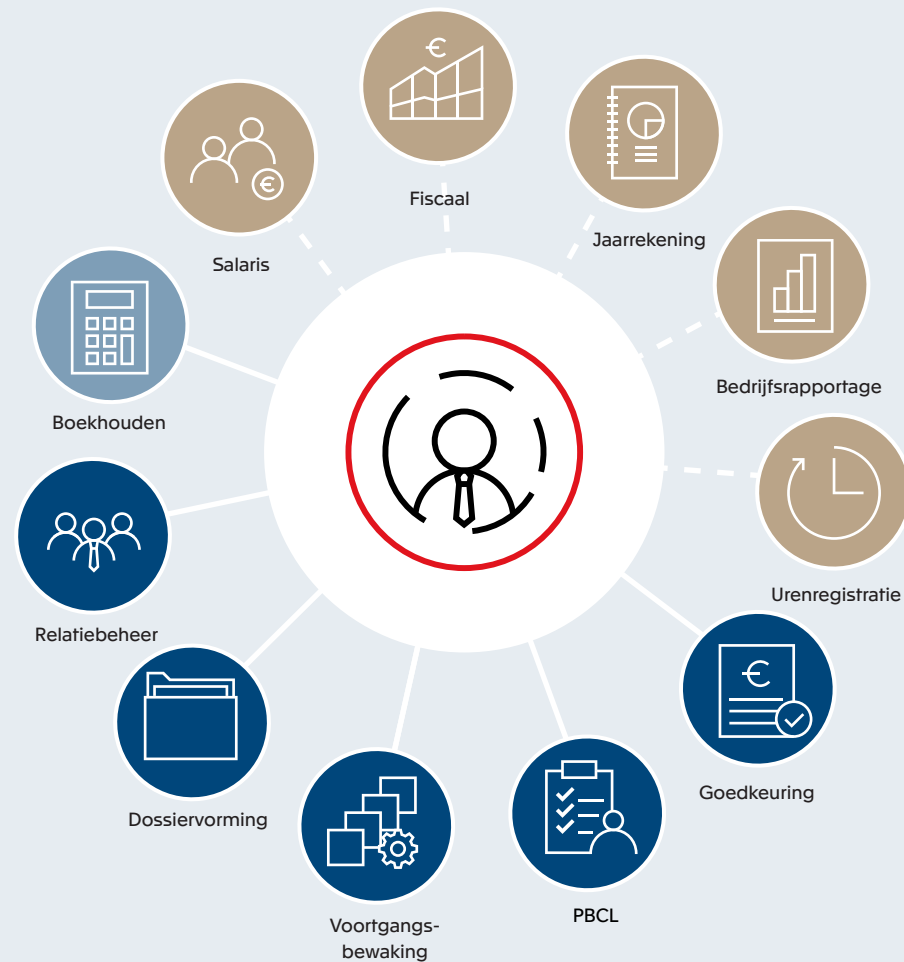 Fiscaal
Jaarrekening
Salaris
Bedrijfsrapportage
Boekhouden
Urenregistratie
Relatiebeheer
Goedkeuring
Dossiervorming
PBCL
Voortgangs-
bewaking